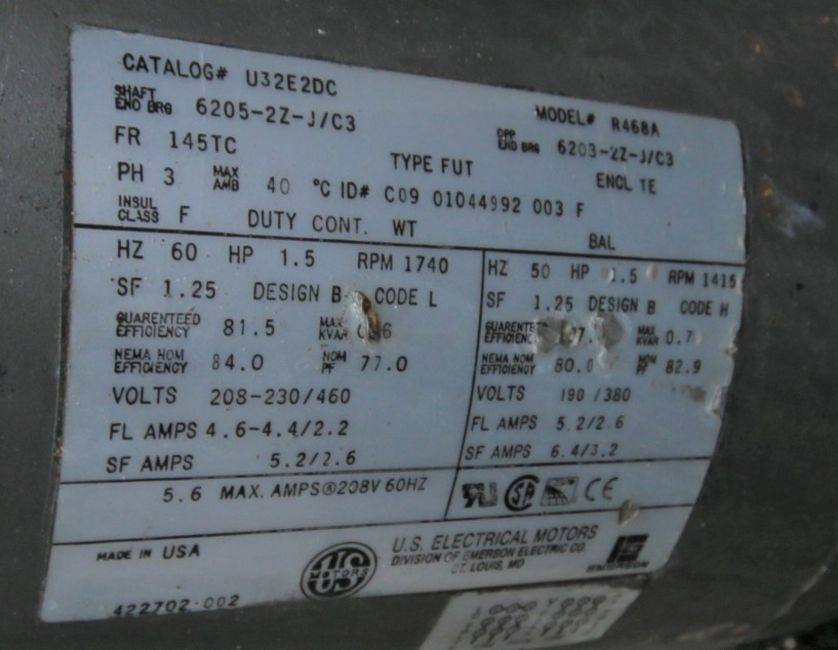 CATALOG# U32E2DC
MODEL# R468A
SHAFT END BRG 6205-2Z-J/C3
OPP END BRG 6203-2Z-J/C3
FR 145TC
TYPE FUT
ENCL TE
PH 3 MAX AMB 40 °C ID# C09 01044992 003 F
INSUL CLASS F DUTY CONT. WT
BAL
HZ 60 HP 1.5 RPM 1740
SF 1.25 DESIGN B CODE L
GUARENTEED EFFICIENCY 81.5 MAX KVAR
NEMA NOM EFFICIENCY 84.0 NOM PF 77.0
VOLTS 208-230/460
FL AMPS 4.6-4.4/2.2
SF AMPS 5.2/2.6
5.6 MAX. AMPS@208V 60HZ
HZ 50 HP 1.5 RPM 1415
SF 1.25 DESIGN B CODE H
GUARENTEED EFFICIENCY MAX KVAR 0.7
NEMA NOM EFFICIENCY 80.0 NOM PF 82.9
VOLTS 190 /380
FL AMPS 5.2/2.6
SF AMPS 6.4/3.2
SA CE
MADE IN USA
US MOTORS
U.S. ELECTRICAL MOTORS
DIVISION OF EMERSON ELECTRIC CO.
ST. LOUIS, MO
EMERSON
422702-002